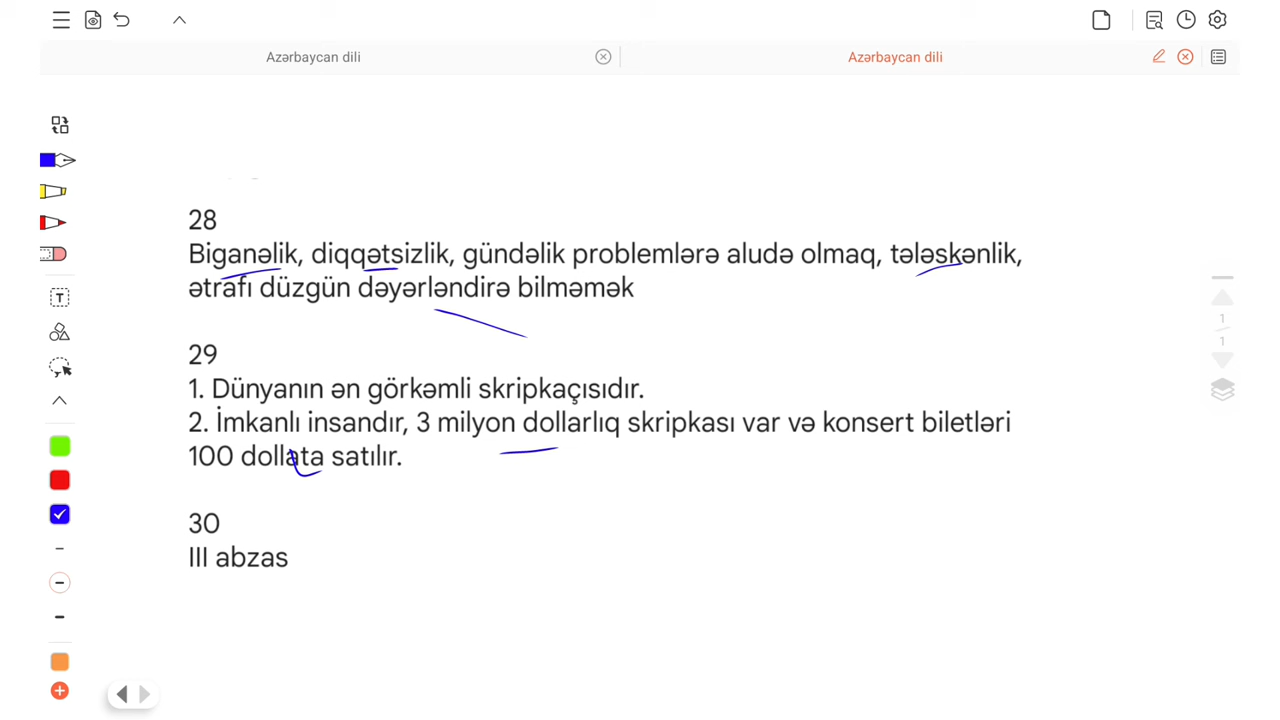 Azərbaycan dili
Azərbaycan dili
28
Biganəlik, diqqətsizlik, gündəlik problemlərə aludə olmaq, tələskənlik,
ətrafı düzgün dəyərləndirə bilməmək
29
1. Dünyanın ən görkəmli skripkaçısıdır.
2. İmkanlı insandır, 3 milyon dollarlıq skripkası var və konsert biletləri
100 dollata satılır.
30
III abzas
T
1
1